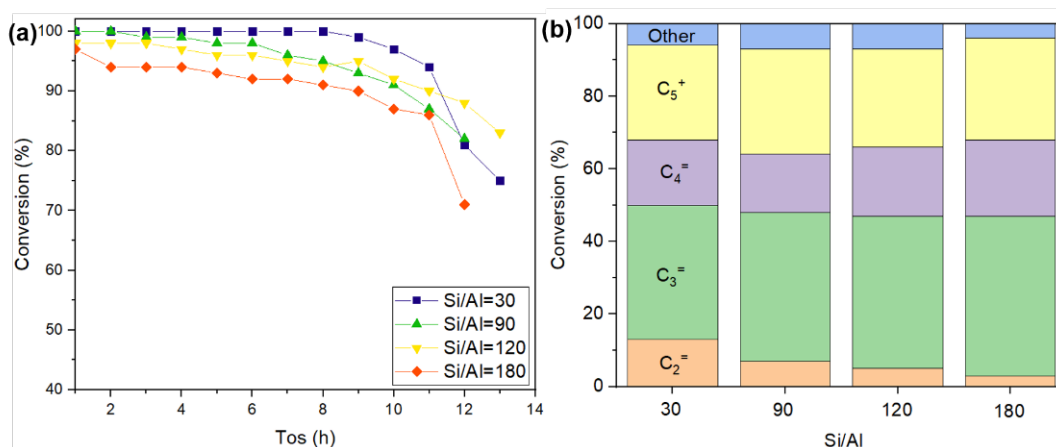 (a)
Conversion (%)
100
90
80
70
60
50
40
2
4
6
8
10
12
14
Tos (h)
Si/Al=30
Si/Al=90
Si/Al=120
Si/Al=180
(b)
Conversion (%)
100
80
60
40
20
0
Other
C₅⁺
C₄⁼
C₃⁼
C₂⁼
30
90
120
180
Si/Al